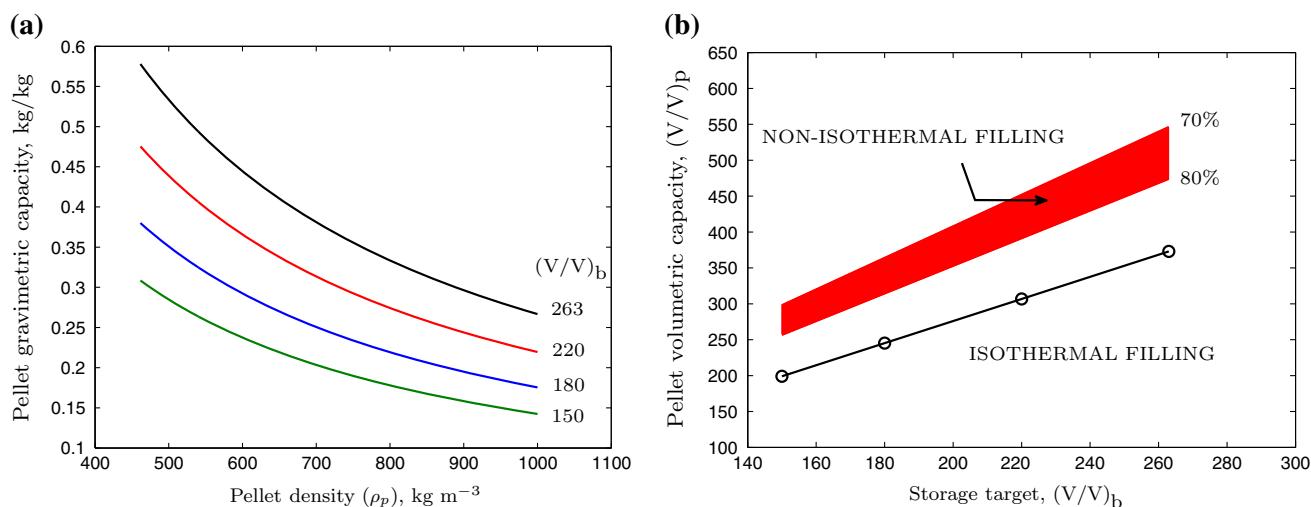 (a)
Pellet gravimetric capacity, kg/kg
0.6
0.55
0.5
0.45
0.4
0.35
0.3
0.25
0.2
0.15
0.1
400 500 600 700 800 900 1000 1100
Pellet density (ρp), kg m−3
(V/V)b
263
220
180
150
(b)
Pellet volumetric capacity, (V/V)p
650
600
550
500
450
400
350
300
250
200
150
100
140 160 180 200 220 240 260 280 300
Storage target, (V/V)b
NON-ISOTHERMAL FILLING
70%
80%
ISOTHERMAL FILLING